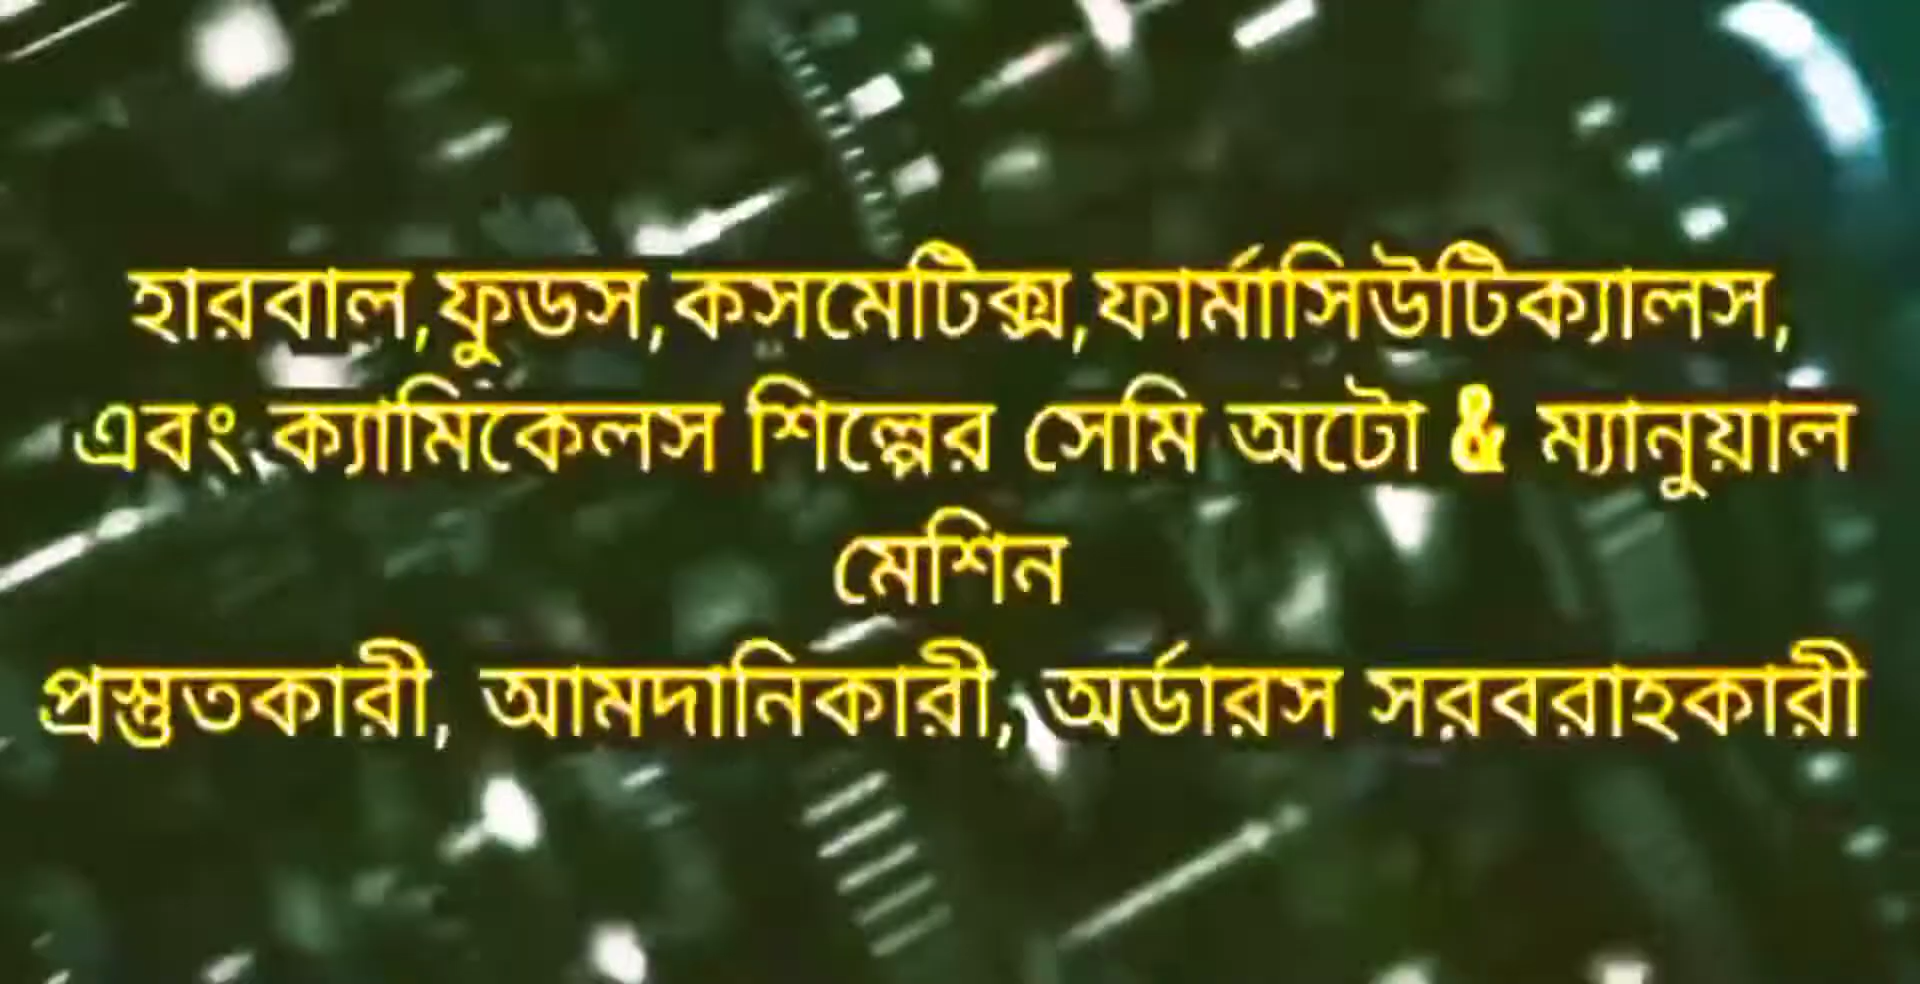 হারবাল,ফুডস,কসমেটিক্স,ফার্মাসিউটিক্যালস,
এবং ক্যামিকেলস শিল্পের সেমি অটো & ম্যানুয়াল
মেশিন
প্রস্তুতকারী, আমদানিকারী, অর্ডারস সরবরাহকারী